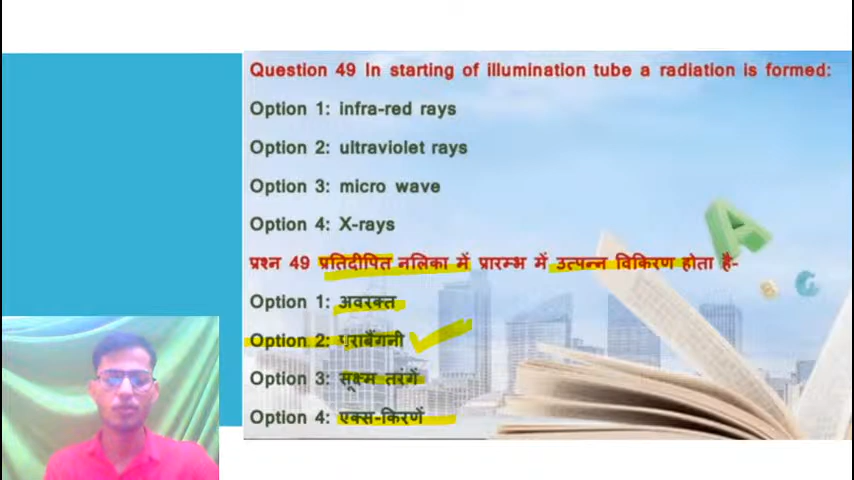 Question 49 In starting of illumination tube a radiation is formed:
Option 1: infra-red rays
Option 2: ultraviolet rays
Option 3: micro wave
Option 4: X-rays
प्रश्न 49 प्रतिदीपित नलिका में प्रारम्भ में उत्पन्न विकिरण होता है-
Option 1: अवरक्त
Option 2: पराबैंगनी
Option 3: सूक्ष्म तरंगें
Option 4: एक्स-किरणें